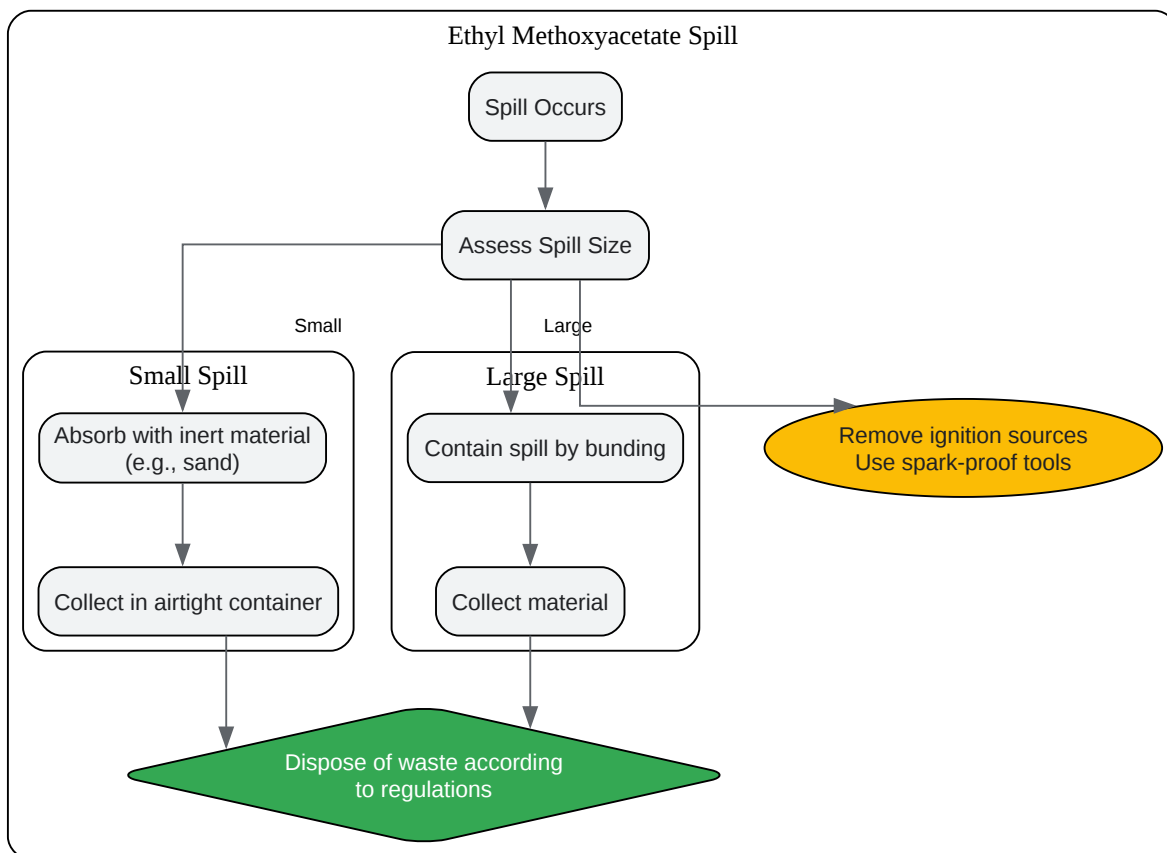 Ethyl Methoxyacetate Spill
Spill Occurs
Assess Spill Size
Small
Large
Small Spill
Large Spill
Absorb with inert material
(e.g., sand)
Contain spill by bunding
Remove ignition sources
Use spark-proof tools
Collect in airtight container
Collect material
Dispose of waste according
to regulations